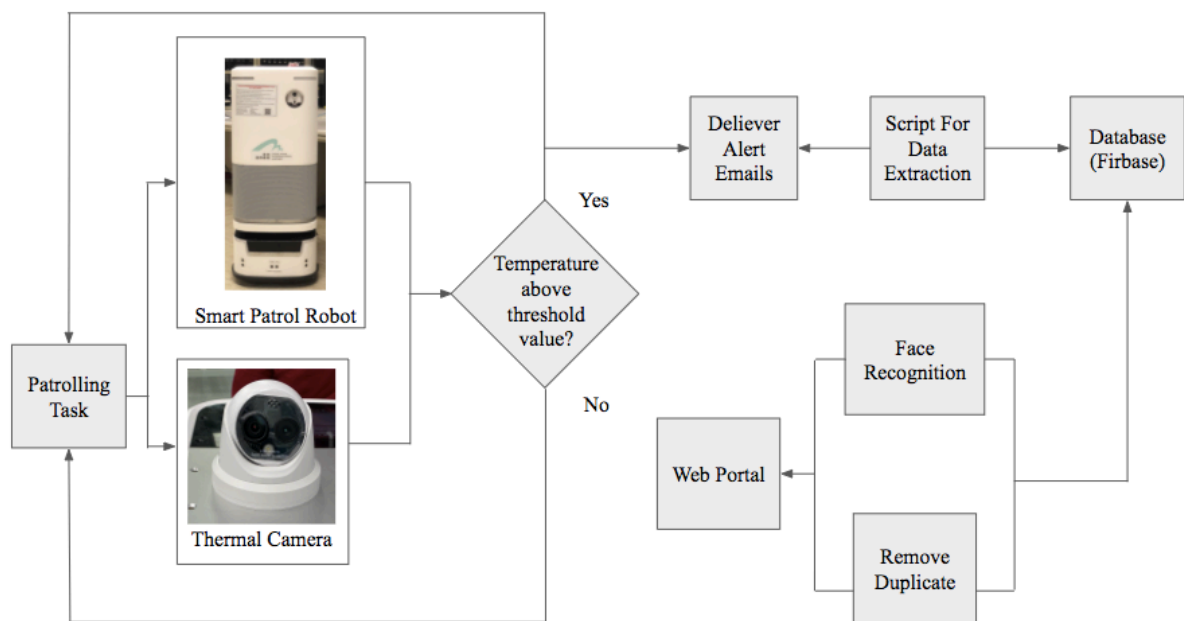 Smart Patrol Robot
Patrolling
Task
Thermal Camera
Temperature
above
threshold
value?
Yes
No
Deliever
Alert
Emails
Script For
Data
Extraction
Database
(Firbase)
Face
Recognition
Web Portal
Remove
Duplicate